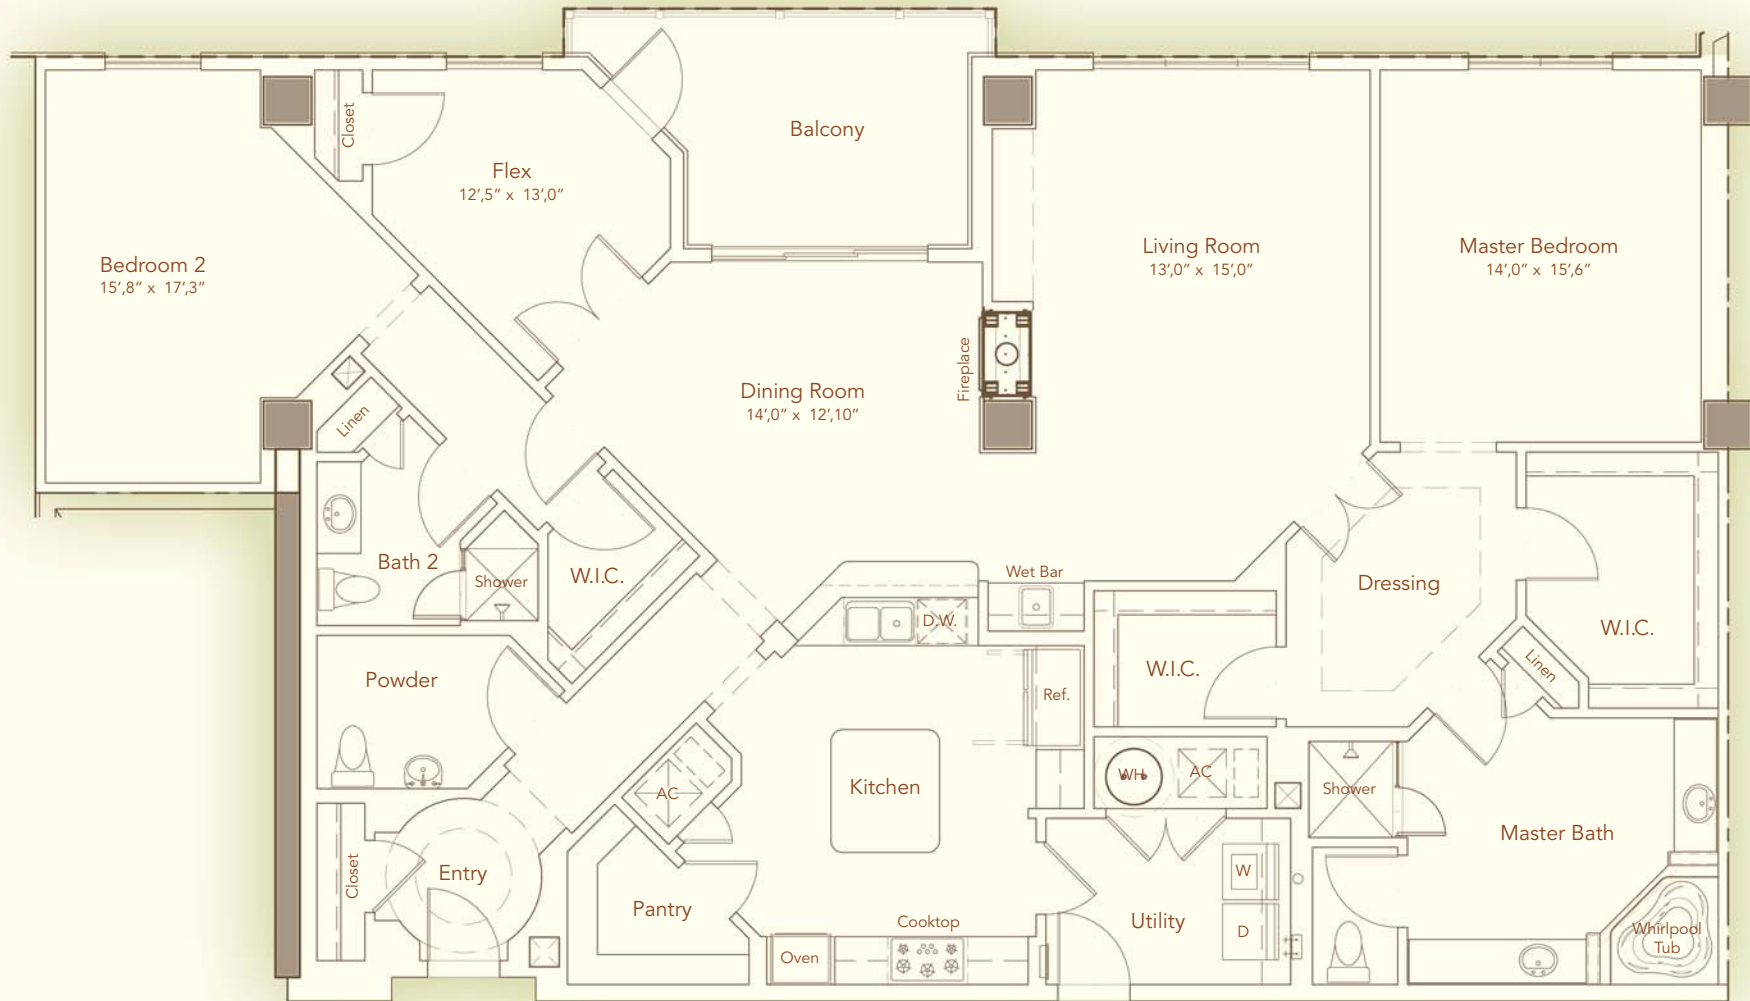 Closet
Balcony
Flex
12',5" x 13',0"
Bedroom 2
15',8" x 17',3"
Living Room
13',0" x 15',0"
Master Bedroom
14',0" x 15',6"
Fireplace
Dining Room
14',0" x 12',10"
Linen
Bath 2
Shower
W.I.C.
Wet Bar
D.W.
Dressing
W.I.C.
W.I.C.
Linen
Powder
Ref.
Kitchen
AC
WH
AC
Shower
Master Bath
Closet
Entry
Pantry
Cooktop
Oven
Utility
W
D
Whirlpool
Tub